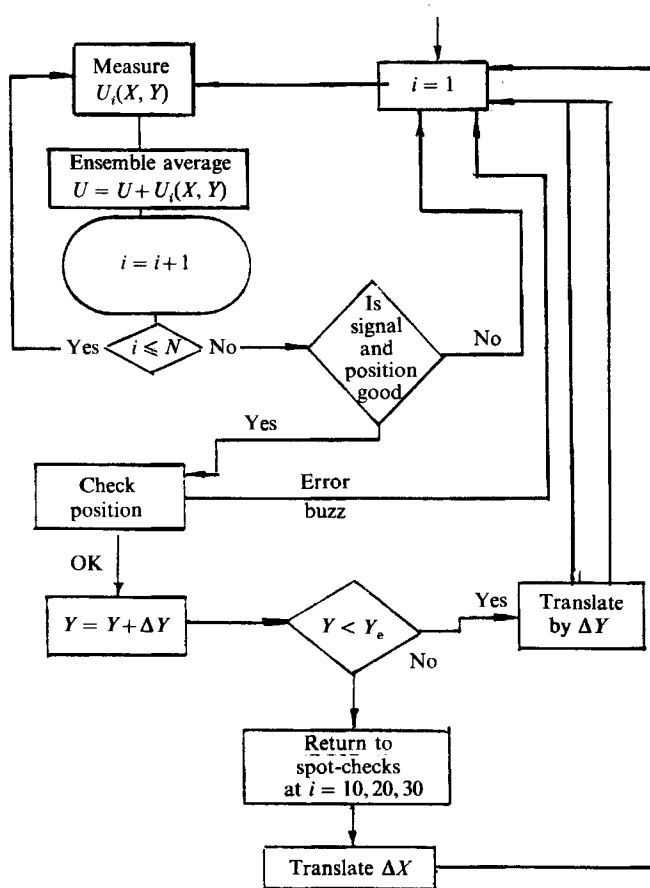 Measure
U_i(X, Y)
i = 1
Ensemble average
U = U + U_i(X, Y)
i = i + 1
Yes
i ⩽ N
No
Is
signal
and
position
good
No
Yes
Check
position
Error
buzz
OK
Y = Y + ΔY
Y < Y_e
Yes
No
Translate
by ΔY
Return to
spot-checks
at i = 10, 20, 30
Translate ΔX